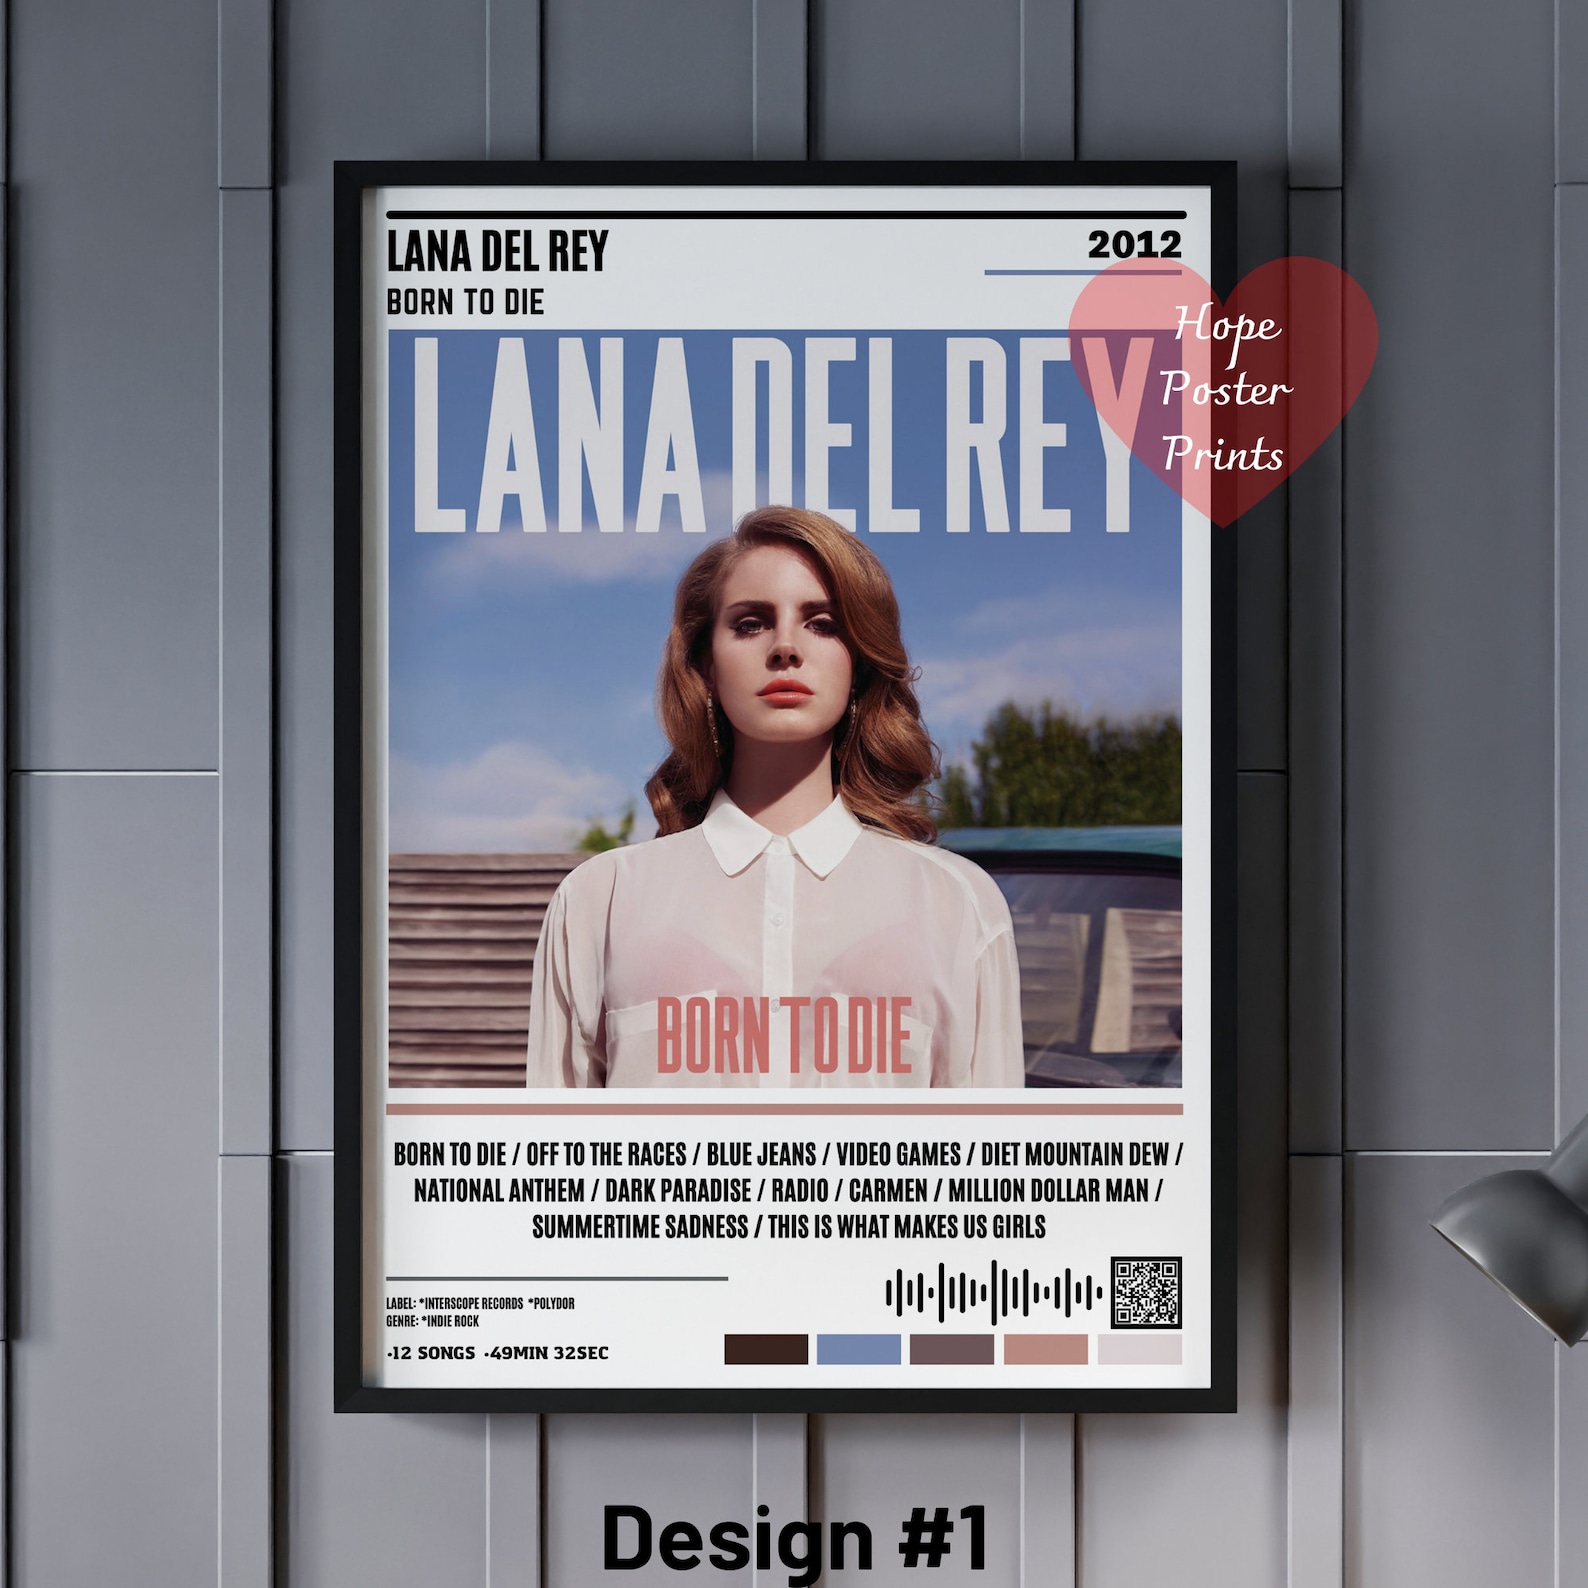 LANA DEL REY
2012
BORN TO DIE
LANA DEL REY
Hope
Poster
Prints
BORN TO DIE
BORN TO DIE / OFF TO THE RACES / BLUE JEANS / VIDEO GAMES / DIET MOUNTAIN DEW /
NATIONAL ANTHEM / DARK PARADISE / RADIO / CARMEN / MILLION DOLLAR MAN /
SUMMERTIME SADNESS / THIS IS WHAT MAKES US GIRLS
LABEL: *INTERSCOPE RECORDS *POLYDOR
GENRE: *INDIE ROCK
·12 SONGS ·49MIN 32SEC
Design #1